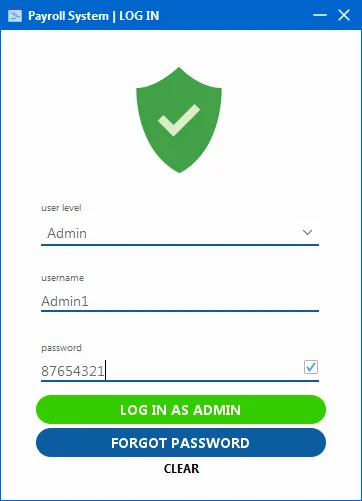 Payroll System | LOG IN
user level
Admin
username
Admin1
password
87654321
LOG IN AS ADMIN
FORGOT PASSWORD
CLEAR